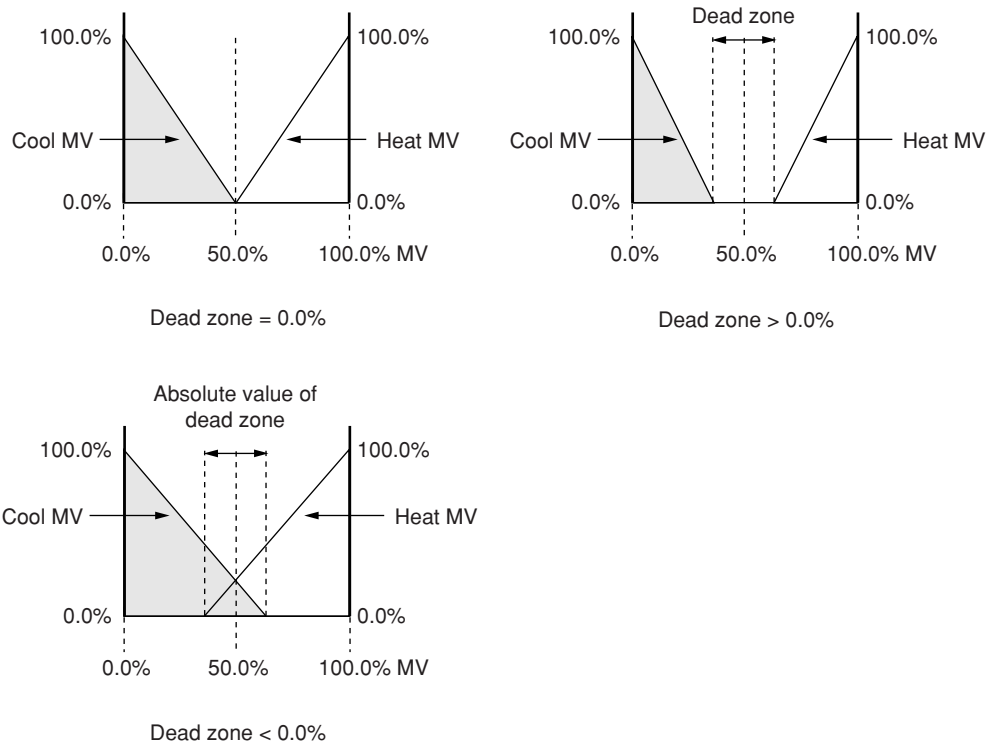 100.0%
100.0%
Cool MV
Heat MV
0.0%
0.0%
0.0%
50.0%
100.0% MV
Dead zone = 0.0%
Dead zone
100.0%
100.0%
Cool MV
Heat MV
0.0%
0.0%
0.0%
50.0%
100.0% MV
Dead zone > 0.0%
Absolute value of
dead zone
100.0%
100.0%
Cool MV
Heat MV
0.0%
0.0%
0.0%
50.0%
100.0% MV
Dead zone < 0.0%